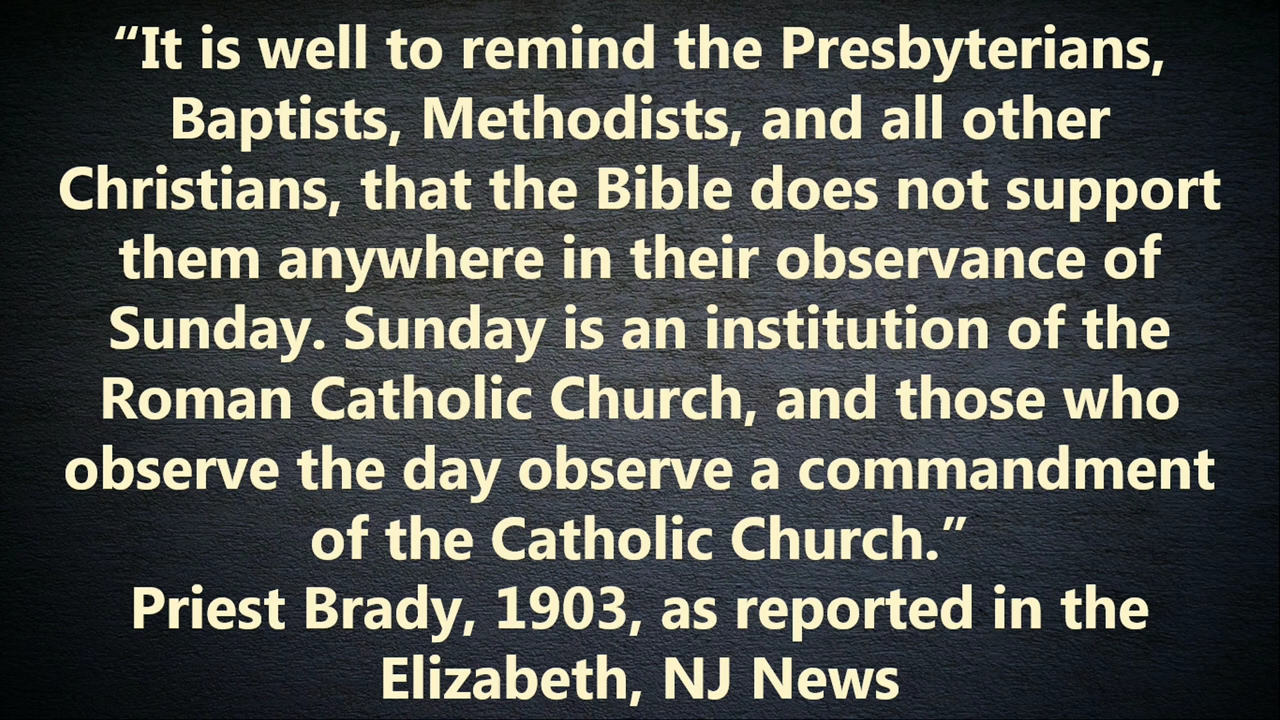 “It is well to remind the Presbyterians,
Baptists, Methodists, and all other
Christians, that the Bible does not support
them anywhere in their observance of
Sunday. Sunday is an institution of the
Roman Catholic Church, and those who
observe the day observe a commandment
of the Catholic Church.”
Priest Brady, 1903, as reported in the
Elizabeth, NJ News